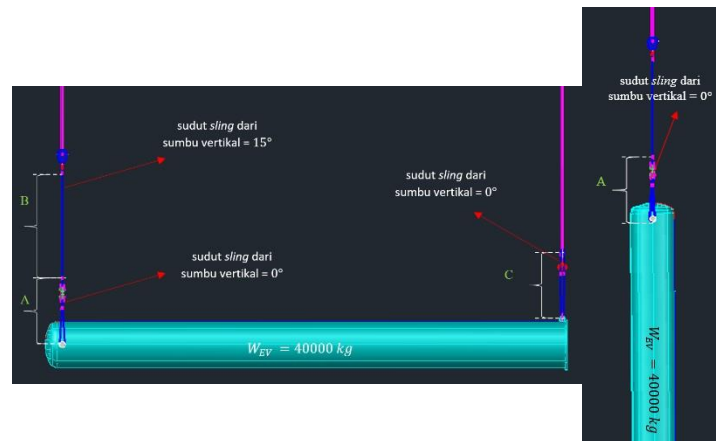 sudut sling dari
sumbu vertikal = 15°
B
sudut sling dari
sumbu vertikal = 0°
A
sudut sling dari
sumbu vertikal = 0°
C
W_EV = 40000 kg
sudut sling dari
sumbu vertikal = 0°
A
W_EV = 40000 kg